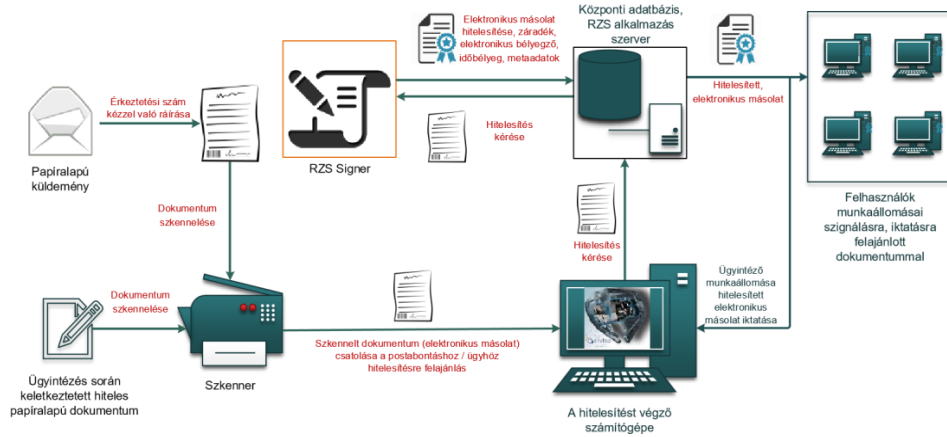 Elektronikus másolat
hitelesítése, záradék,
elektronikus bélyegző,
időbélyeg, metaadatok
Központi adatbázis,
RZS alkalmazás
szerver
Érkeztetési szám
kézzel való ráírása
Hitelesített,
elektronikus másolat
Hitelesítés
kérése
Papíralapú
küldemény
RZS Signer
Dokumentum
szkennelése
Felhasználók
munkaállomásai
szignálásra, iktatásra
felajánlott
dokumentummal
Hitelesítés
kérése
Ügyintéző
munkaállomása
hitelesített
elektronikus
másolat iktatása
Dokumentum
szkennelése
Szkennelt dokumentum (elektronikus másolat)
csatolása a postabontáshoz / ügyhöz
hitelesítésre felajánlás
Szkenner
Ügyintézés során
keletkeztetett hiteles
papíralapú dokumentum
A hitelesítést végző
számítógépe